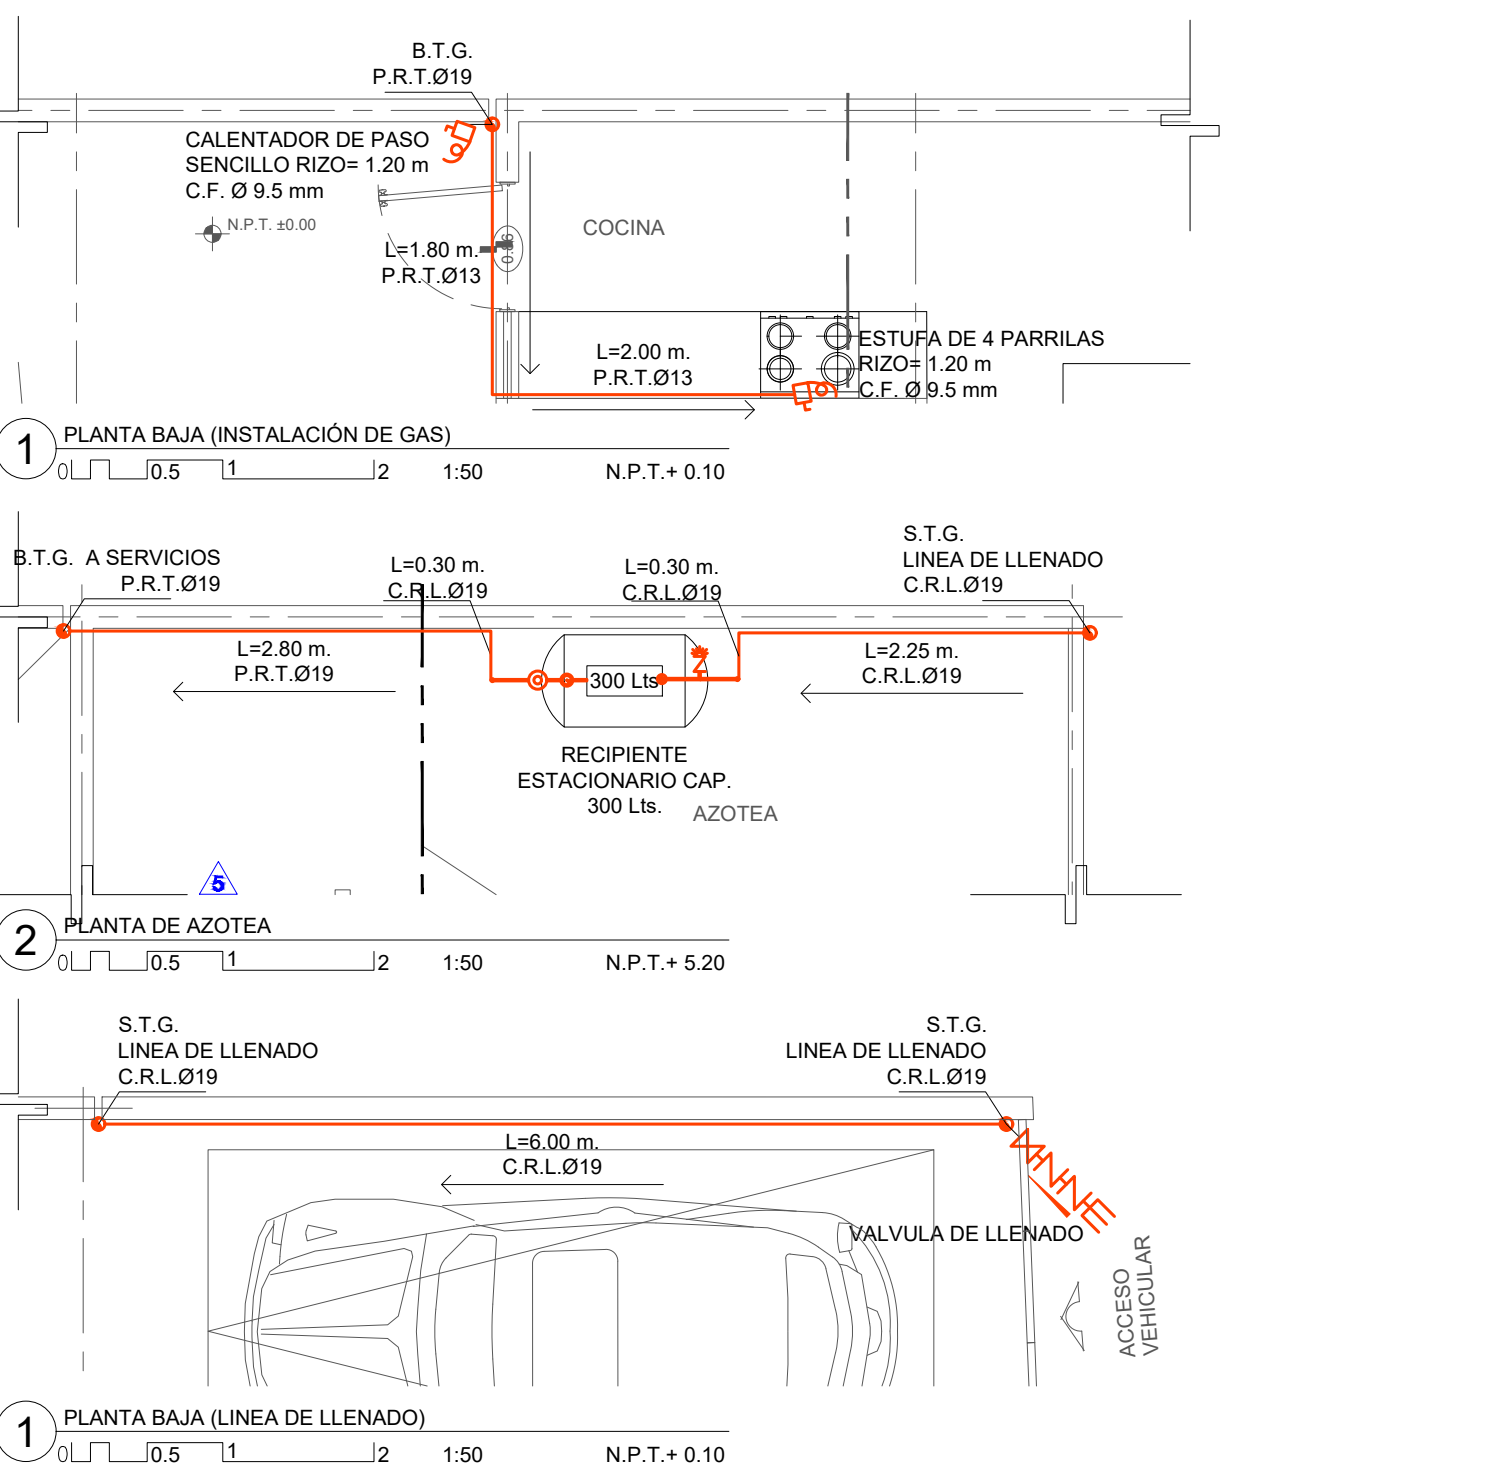 B.T.G.
P.R.T.Ø19
CALENTADOR DE PASO
SENCILLO RIZO= 1.20 m
C.F. Ø 9.5 mm
N.P.T. ±0.00
COCINA
L=1.80 m.
P.R.T.Ø13
L=2.00 m.
P.R.T.Ø13
ESTUFA DE 4 PARRILAS
RIZO= 1.20 m
C.F. Ø 9.5 mm
1
PLANTA BAJA (INSTALACIÓN DE GAS)
0 0.5 1 2 1:50 N.P.T.+ 0.10
B.T.G. A SERVICIOS
P.R.T.Ø19
L=0.30 m.
C.R.L.Ø19
L=0.30 m.
C.R.L.Ø19
S.T.G.
LINEA DE LLENADO
C.R.L.Ø19
L=2.80 m.
P.R.T.Ø19
300 Lts
L=2.25 m.
C.R.L.Ø19
RECIPIENTE
ESTACIONARIO CAP.
300 Lts.
AZOTEA
5
2
PLANTA DE AZOTEA
0 0.5 1 2 1:50 N.P.T.+ 5.20
S.T.G.
LINEA DE LLENADO
C.R.L.Ø19
S.T.G.
LINEA DE LLENADO
C.R.L.Ø19
L=6.00 m.
C.R.L.Ø19
VALVULA DE LLENADO
ACCESO
VEHICULAR
1
PLANTA BAJA (LINEA DE LLENADO)
0 0.5 1 2 1:50 N.P.T.+ 0.10